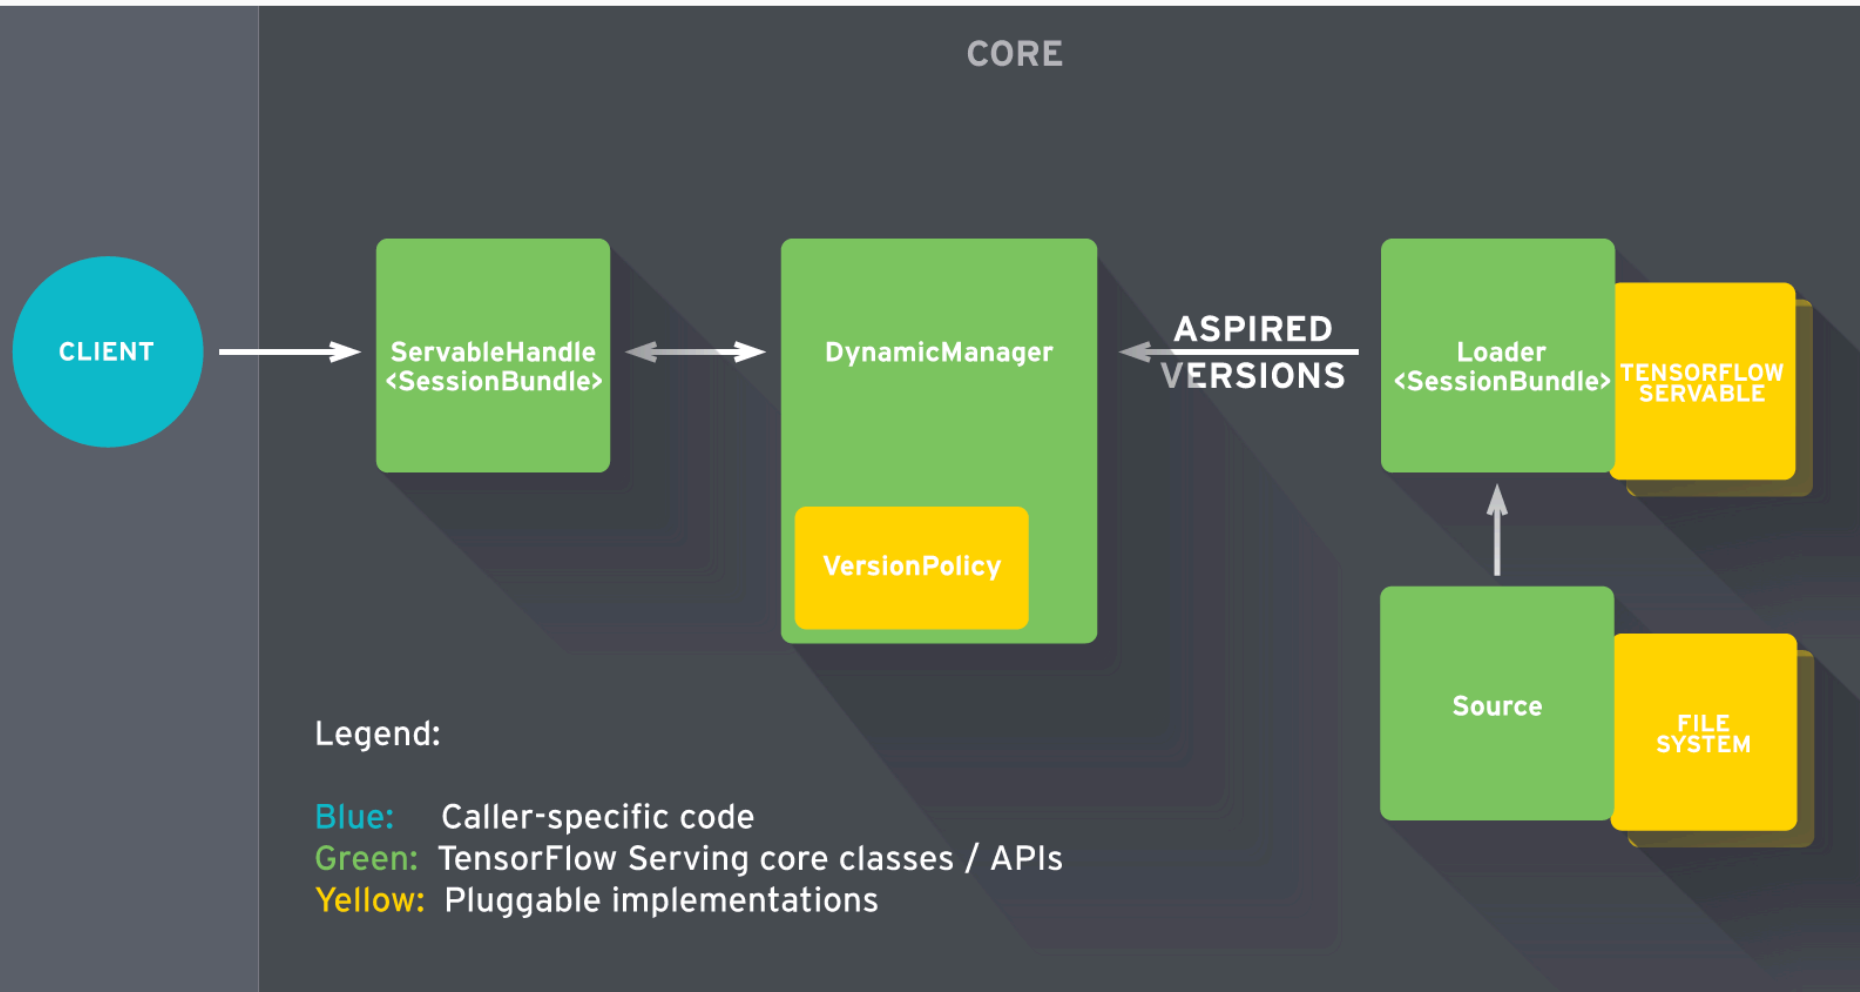 CORE
CLIENT
ServableHandle
<SessionBundle>
DynamicManager
VersionPolicy
ASPIRED
VERSIONS
Loader
<SessionBundle>
TENSORFLOW
SERVABLE
Source
FILE
SYSTEM
Legend:
Blue: Caller-specific code
Green: TensorFlow Serving core classes / APIs
Yellow: Pluggable implementations